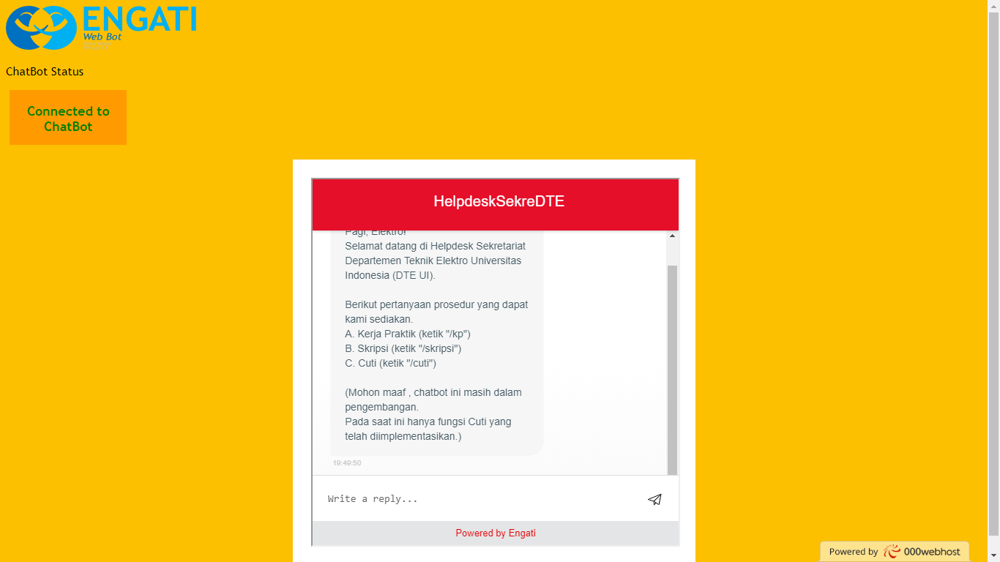 ENGATI
Web Bot
ChatBot Status
Connected to
ChatBot
HelpdeskSekreDTE
Pagi, Elektro!
Selamat datang di Helpdesk Sekretariat
Departemen Teknik Elektro Universitas
Indonesia (DTE UI).
Berikut pertanyaan prosedur yang dapat
kami sediakan.
A. Kerja Praktik (ketik "/kp")
B. Skripsi (ketik "/skripsi")
C. Cuti (ketik "/cuti")
(Mohon maaf , chatbot ini masih dalam
pengembangan.
Pada saat ini hanya fungsi Cuti yang
telah diimplementasikan.)
19:49:50
Write a reply...
Powered by Engati
Powered by 000webhost